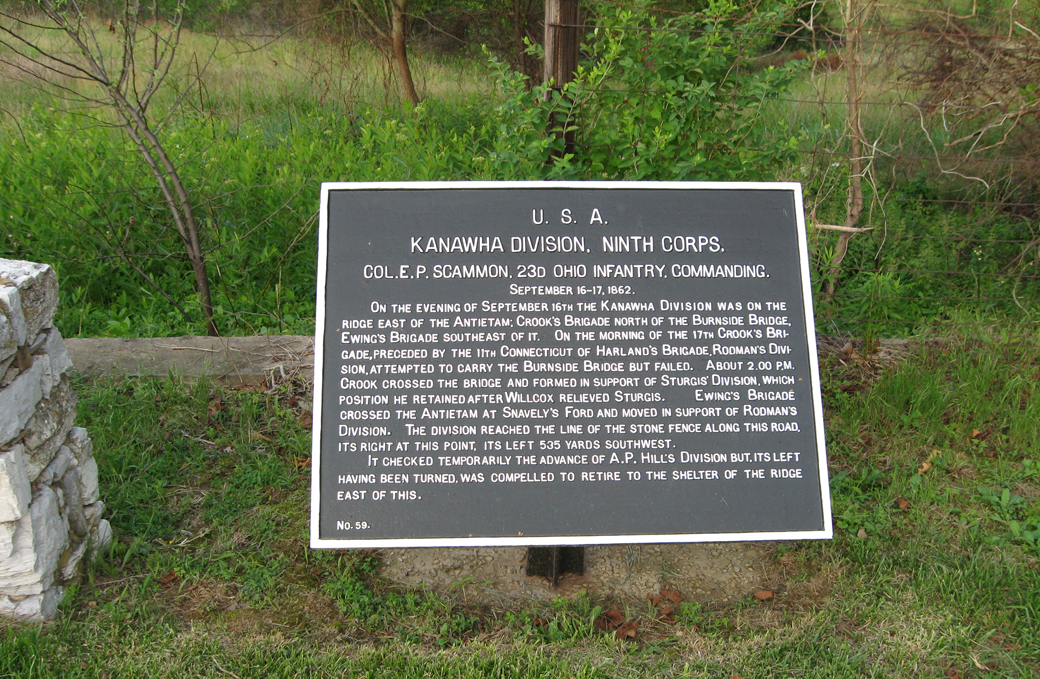 U. S. A.
KANAWHA DIVISION, NINTH CORPS,
COL. E. P. SCAMMON, 23D OHIO INFANTRY, COMMANDING.
SEPTEMBER 16-17, 1862.
ON THE EVENING OF SEPTEMBER 16TH THE KANAWHA DIVISION WAS ON THE
RIDGE EAST OF THE ANTIETAM; CROOK'S BRIGADE NORTH OF THE BURNSIDE BRIDGE,
EWING'S BRIGADE SOUTHEAST OF IT. ON THE MORNING OF THE 17TH CROOK'S BRI-
GADE, PRECEDED BY THE 11TH CONNECTICUT OF HARLAND'S BRIGADE, RODMAN'S DIVI-
SION, ATTEMPTED TO CARRY THE BURNSIDE BRIDGE BUT FAILED. ABOUT 2.00 P.M.
CROOK CROSSED THE BRIDGE AND FORMED IN SUPPORT OF STURGIS' DIVISION, WHICH
POSITION HE RETAINED AFTER WILLCOX RELIEVED STURGIS. EWING'S BRIGADE
CROSSED THE ANTIETAM AT SNAVELY'S FORD AND MOVED IN SUPPORT OF RODMAN'S
DIVISION. THE DIVISION REACHED THE LINE OF THE STONE FENCE ALONG THIS ROAD,
ITS RIGHT AT THIS POINT, ITS LEFT 535 YARDS SOUTHWEST.
IT CHECKED TEMPORARILY THE ADVANCE OF A.P. HILL'S DIVISION BUT, ITS LEFT
HAVING BEEN TURNED, WAS COMPELLED TO RETIRE TO THE SHELTER OF THE RIDGE
EAST OF THIS.
NO. 59.